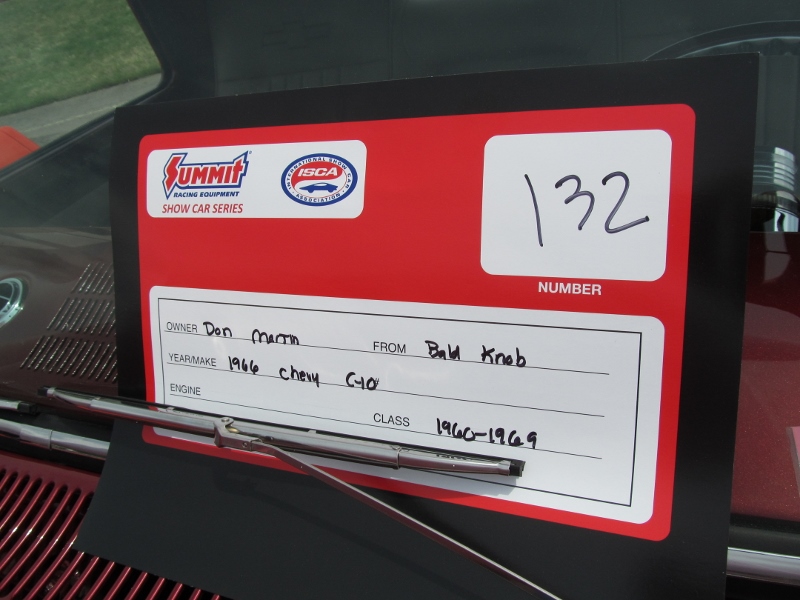 SUMMIT
RACING EQUIPMENT
SHOW CAR SERIES
INTERNATIONAL SHOW CAR
ISCA
ASSOCIATION
132
NUMBER
OWNER Don Martin FROM Bald Knob
YEAR/MAKE 1966 Chevy C-10
ENGINE
CLASS 1960-1969